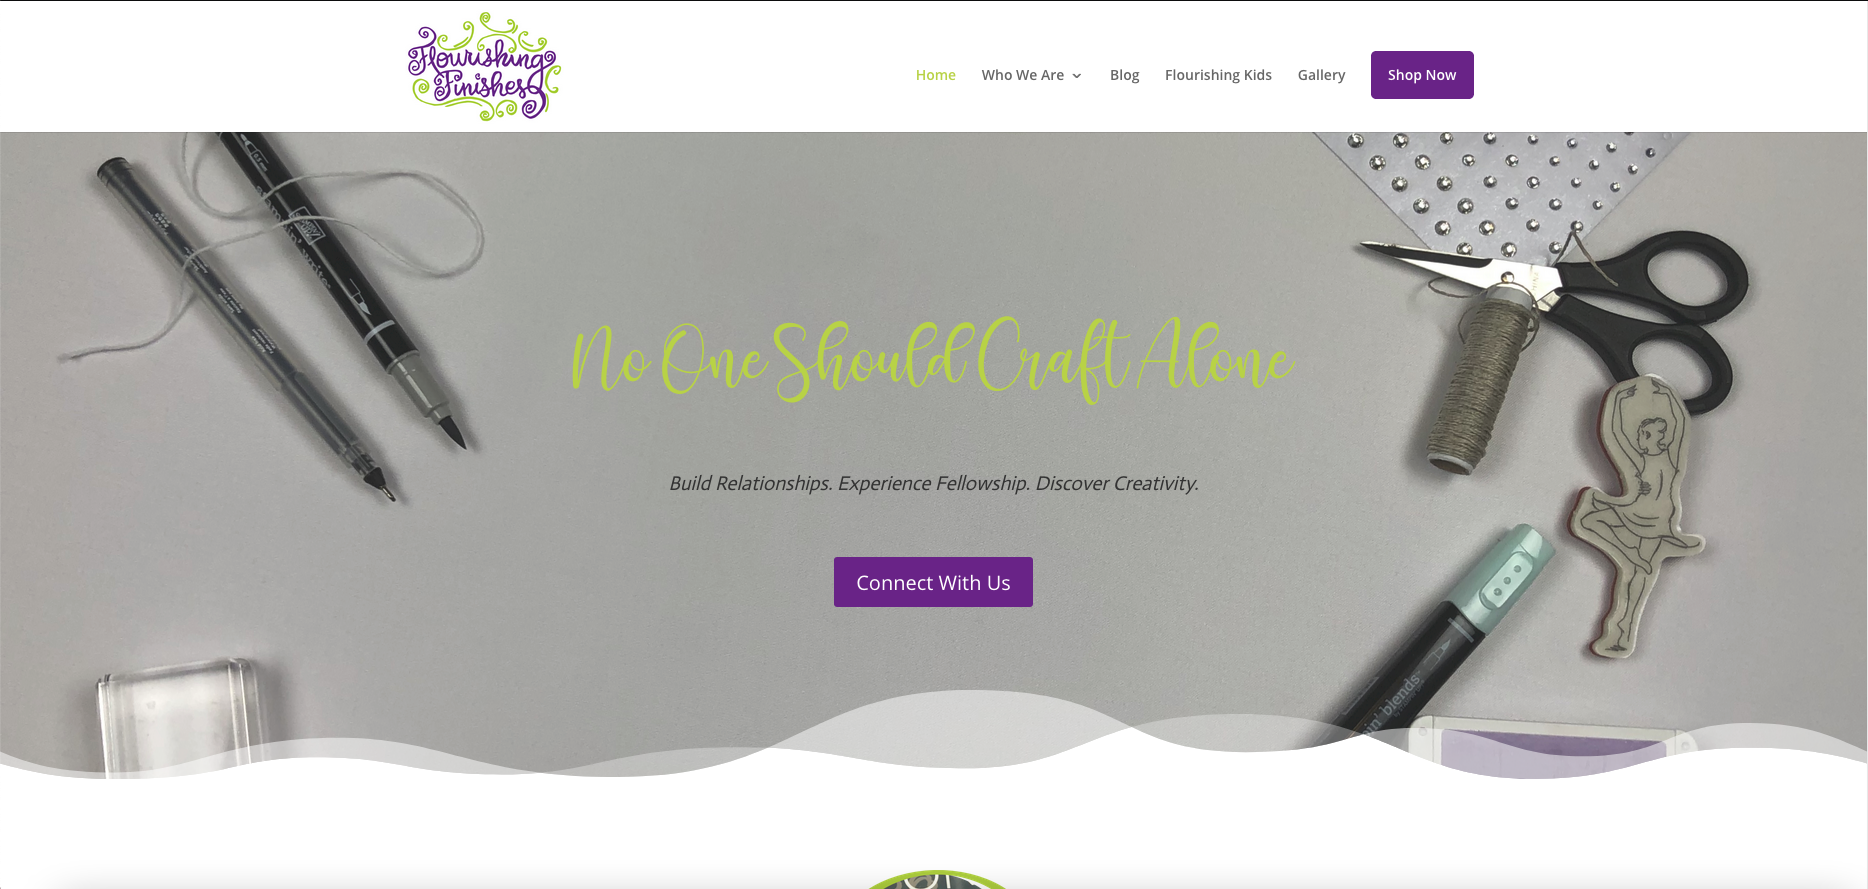 Flourishing
Finishes
Home
Who We Are
Blog
Flourishing Kids
Gallery
Shop Now
No One Should Craft Alone
Build Relationships. Experience Fellowship. Discover Creativity.
Connect With Us
blends